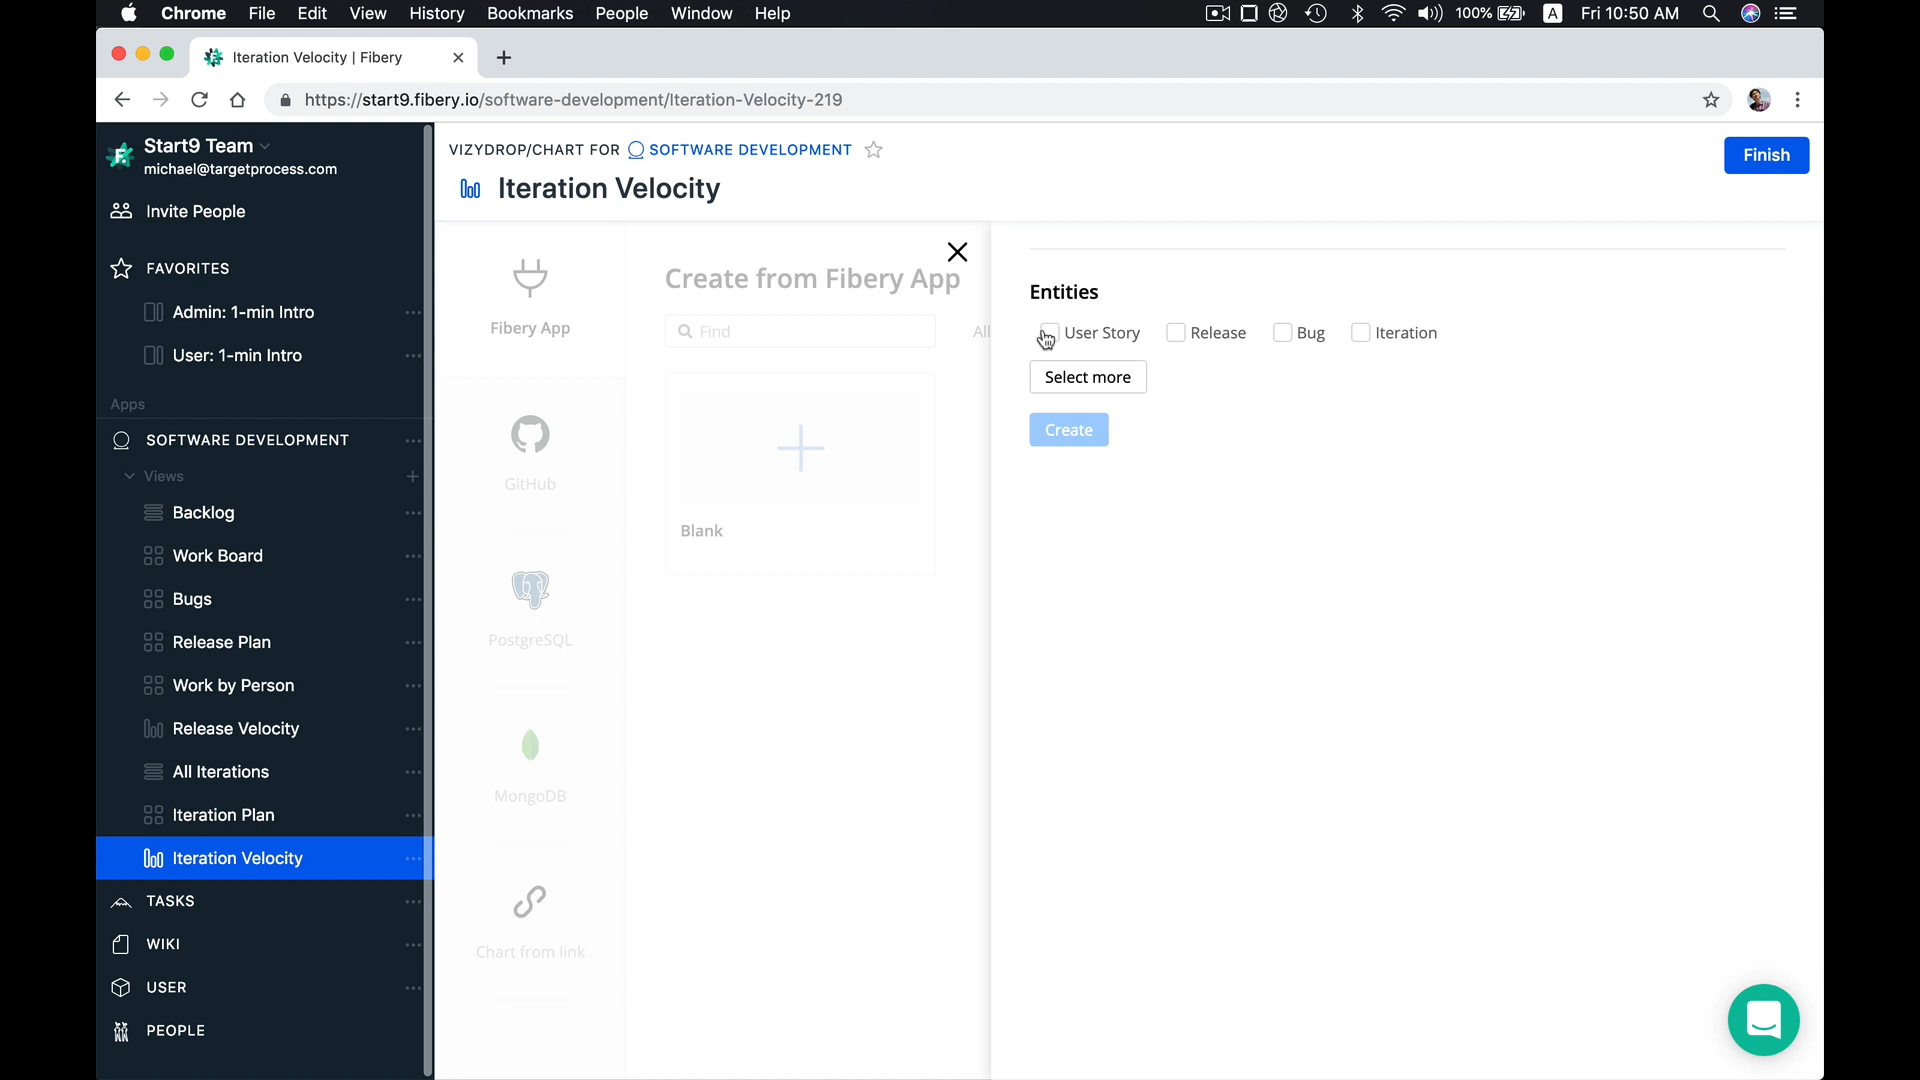 Chrome File Edit View History Bookmarks People Window Help 100% A Fri 10:50 AM
Iteration Velocity | Fibery
https://start9.fibery.io/software-development/Iteration-Velocity-219
Start9 Team
michael@targetprocess.com
Invite People
FAVORITES
Admin: 1-min Intro
User: 1-min Intro
Apps
SOFTWARE DEVELOPMENT
Views
Backlog
Work Board
Bugs
Release Plan
Work by Person
Release Velocity
All Iterations
Iteration Plan
Iteration Velocity
TASKS
WIKI
USER
PEOPLE
VIZYDROP/CHART FOR SOFTWARE DEVELOPMENT
Iteration Velocity
Finish
Fibery App
GitHub
PostgreSQL
MongoDB
Chart from link
Create from Fibery App
Find
All
Blank
Entities
User Story Release Bug Iteration
Select more
Create